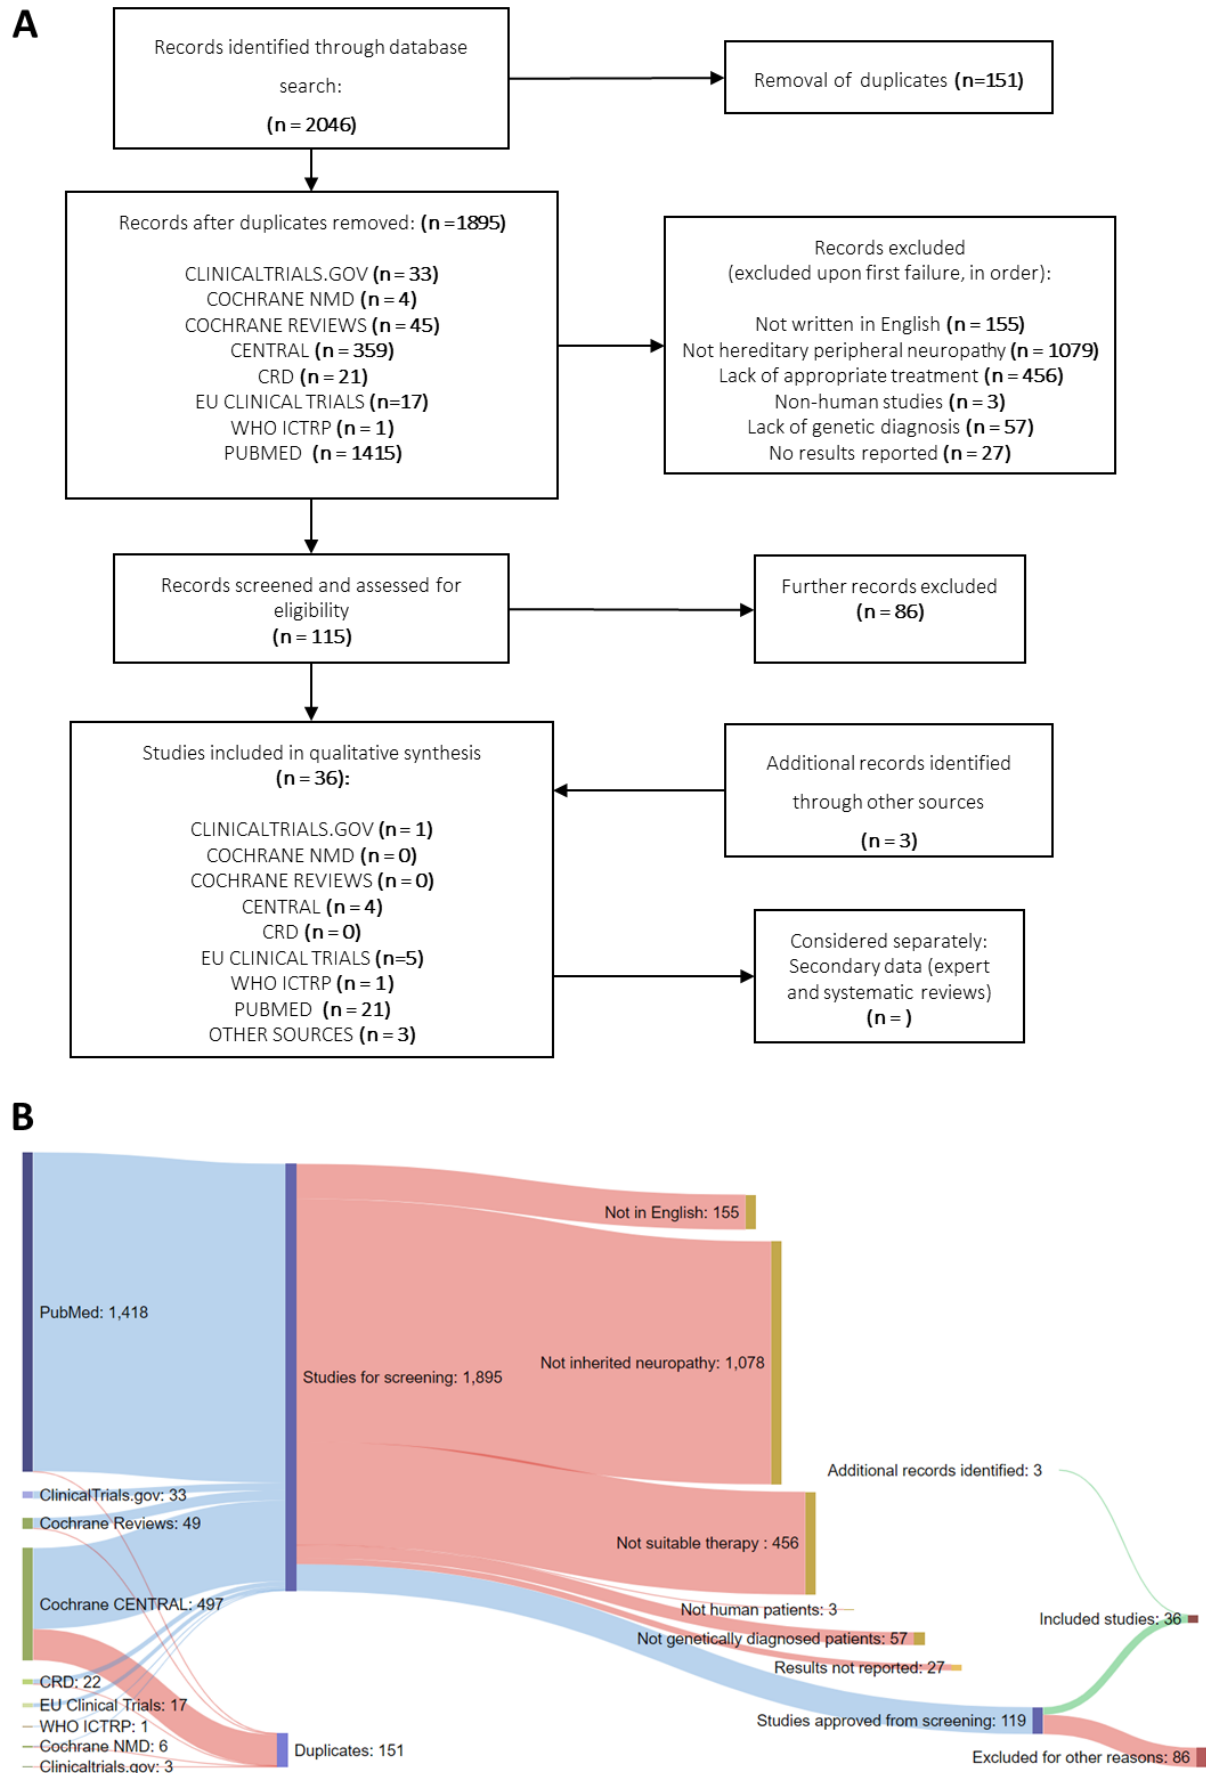 A
Records identified through database
search:
(n = 2046)
Removal of duplicates (n=151)
Records after duplicates removed: (n =1895)
CLINICALTRIALS.GOV (n = 33)
COCHRANE NMD (n = 4)
COCHRANE REVIEWS (n = 45)
CENTRAL (n = 359)
CRD (n = 21)
EU CLINICAL TRIALS (n=17)
WHO ICTRP (n = 1)
PUBMED (n = 1415)
Records excluded
(excluded upon first failure, in order):
Not written in English (n = 155)
Not hereditary peripheral neuropathy (n = 1079)
Lack of appropriate treatment (n = 456)
Non-human studies (n = 3)
Lack of genetic diagnosis (n = 57)
No results reported (n = 27)
Records screened and assessed for
eligibility
(n = 115)
Further records excluded
(n = 86)
Studies included in qualitative synthesis
(n = 36):
CLINICALTRIALS.GOV (n = 1)
COCHRANE NMD (n = 0)
COCHRANE REVIEWS (n = 0)
CENTRAL (n = 4)
CRD (n = 0)
EU CLINICAL TRIALS (n=5)
WHO ICTRP (n = 1)
PUBMED (n = 21)
OTHER SOURCES (n = 3)
Additional records identified
through other sources
(n = 3)
Considered separately:
Secondary data (expert
and systematic reviews)
(n = )
B
PubMed: 1,418
ClinicalTrials.gov: 33
Cochrane Reviews: 49
Cochrane CENTRAL: 497
CRD: 22
EU Clinical Trials: 17
WHO ICTRP: 1
Cochrane NMD: 6
Clinicaltrials.gov: 3
Studies for screening: 1,895
Duplicates: 151
Not in English: 155
Not inherited neuropathy: 1,078
Not suitable therapy : 456
Not human patients: 3
Not genetically diagnosed patients: 57
Results not reported: 27
Studies approved from screening: 119
Additional records identified: 3
Included studies: 36
Excluded for other reasons: 86